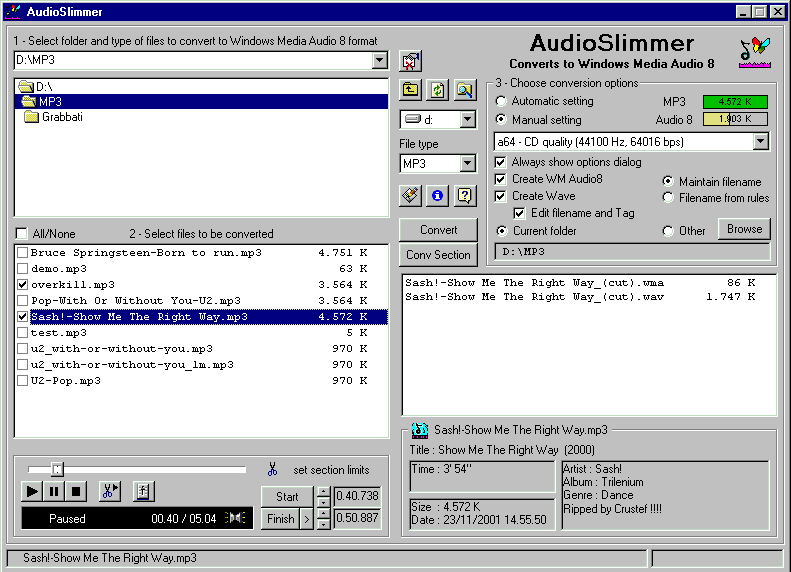 AudioSlimmer
1 - Select folder and type of files to convert to Windows Media Audio 8 format
D:\MP3
D:\
MP3
Grabbati
d:
File type
MP3
AudioSlimmer
Converts to Windows Media Audio 8
3 - Choose conversion options
Automatic setting MP3 4.572 K
Manual setting Audio 8 1.903 K
a64 - CD quality (44100 Hz, 64016 bps)
Always show options dialog
Create WM Audio8 Maintain filename
Create Wave Filename from rules
Edit filename and Tag
Current folder Other Browse
D:\MP3
Convert
Conv Section
All/None 2 - Select files to be converted
Bruce Springsteen-Born to run.mp3 4.751 K
demo.mp3 63 K
overkill.mp3 3.564 K
Pop-With Or Without You-U2.mp3 3.564 K
Sash!-Show Me The Right Way.mp3 4.572 K
test.mp3 5 K
u2_with-or-without-you.mp3 970 K
u2_with-or-without-you_lm.mp3 970 K
U2-Pop.mp3 970 K
Sash!-Show Me The Right Way_(cut).wma 86 K
Sash!-Show Me The Right Way_(cut).wav 1.747 K
set section limits
Start 0.40.738
Finish > 0.50.887
Paused 00.40 / 05.04
Sash!-Show Me The Right Way.mp3
Title : Show Me The Right Way (2000)
Time : 3' 54''
Size : 4.572 K
Date : 23/11/2001 14.55.50
Artist : Sash!
Album : Trilenium
Genre : Dance
Ripped by Crustef !!!!
Sash!-Show Me The Right Way.mp3